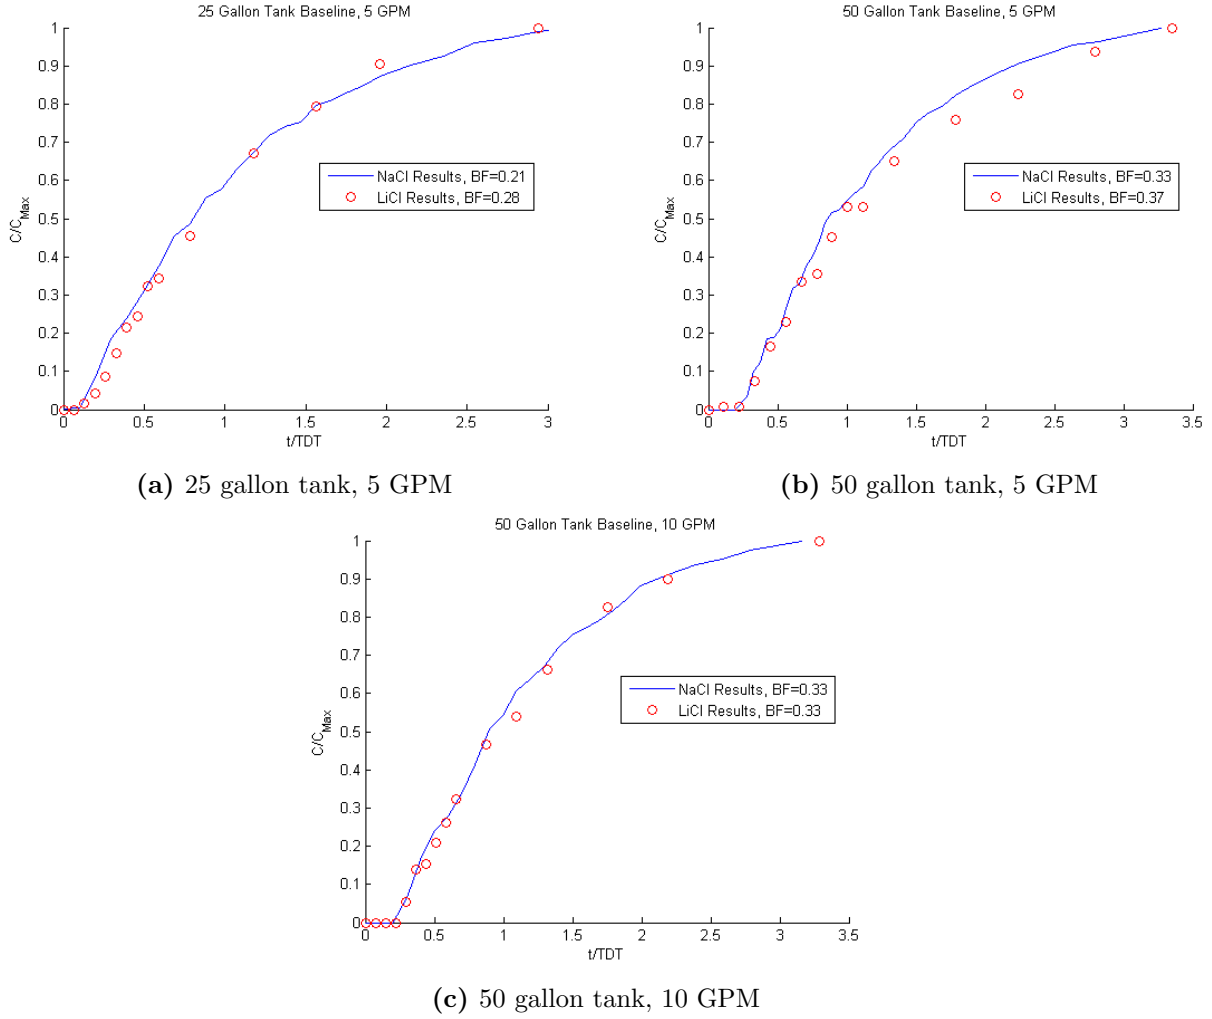 25 Gallon Tank Baseline, 5 GPM
1
0.9
0.8
0.7
0.6
0.5
0.4
0.3
0.2
0.1
0
C/C_Max
NaCl Results, BF=0.21
LiCl Results, BF=0.28
0 0.5 1 1.5 2 2.5 3
t/TDT
(a) 25 gallon tank, 5 GPM
50 Gallon Tank Baseline, 5 GPM
1
0.9
0.8
0.7
0.6
0.5
0.4
0.3
0.2
0.1
0
C/C_Max
NaCl Results, BF=0.33
LiCl Results, BF=0.37
0 0.5 1 1.5 2 2.5 3 3.5
t/TDT
(b) 50 gallon tank, 5 GPM
50 Gallon Tank Baseline, 10 GPM
1
0.9
0.8
0.7
0.6
0.5
0.4
0.3
0.2
0.1
0
C/C_Max
NaCl Results, BF=0.33
LiCl Results, BF=0.33
0 0.5 1 1.5 2 2.5 3 3.5
t/TDT
(c) 50 gallon tank, 10 GPM